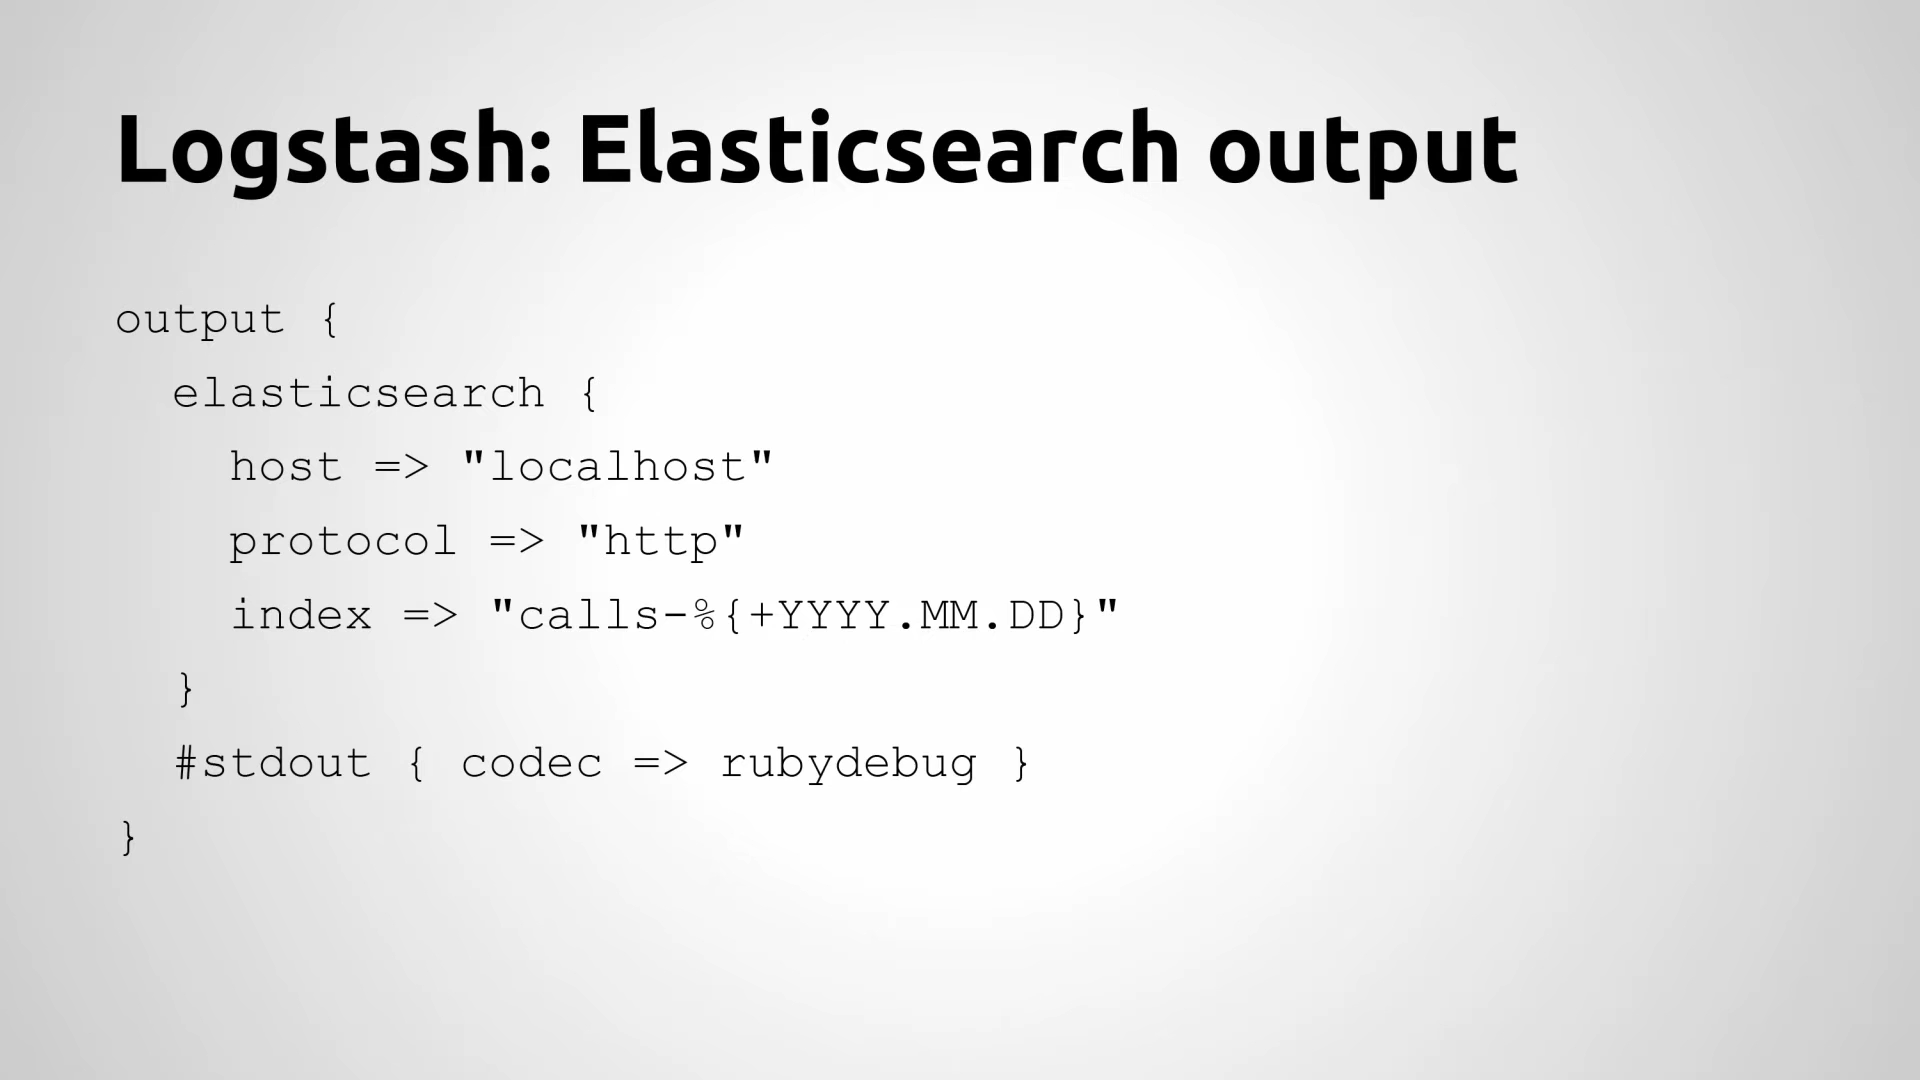 Logstash: Elasticsearch output
output {
  elasticsearch {
    host => "localhost"
    protocol => "http"
    index => "calls-%{+YYYY.MM.DD}"
  }
  #stdout { codec => rubydebug }
}